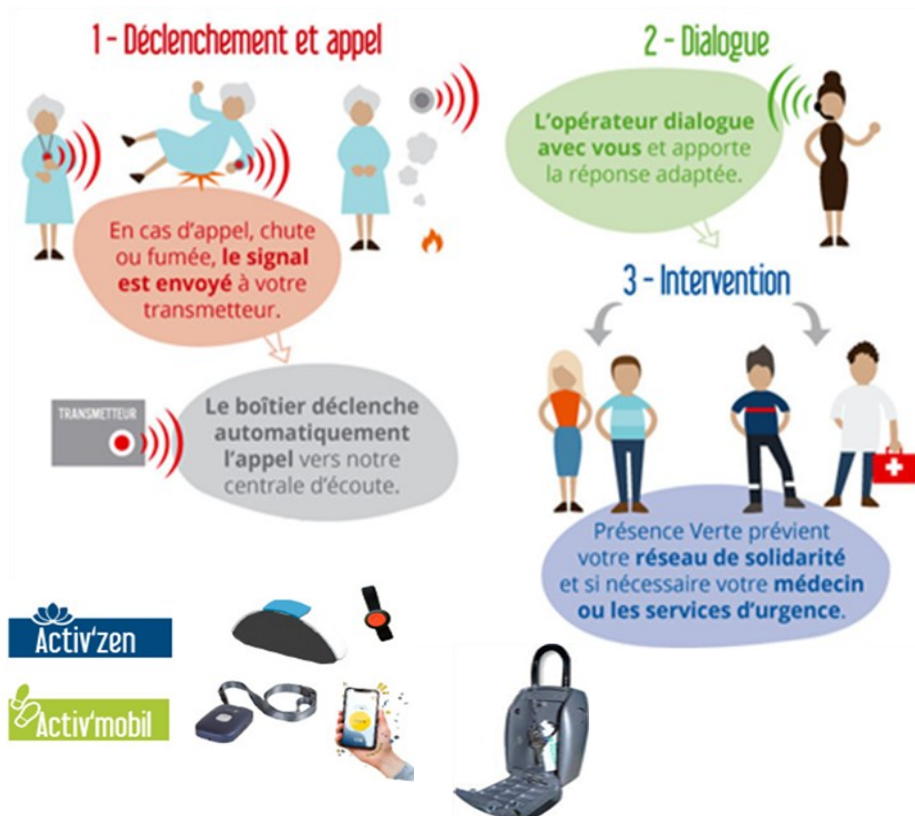 1 - Déclenchement et appel
En cas d'appel, chute
ou fumée, le signal
est envoyé à votre
transmetteur.
TRANSMETTEUR
Le boîtier déclenche
automatiquement
l'appel vers notre
centrale d'écoute.
2 - Dialogue
L'opérateur dialogue
avec vous et apporte
la réponse adaptée.
3 - Intervention
Présence Verte prévient
votre réseau de solidarité
et si nécessaire votre médecin
ou les services d'urgence.
Activ'zen
Activ'mobil